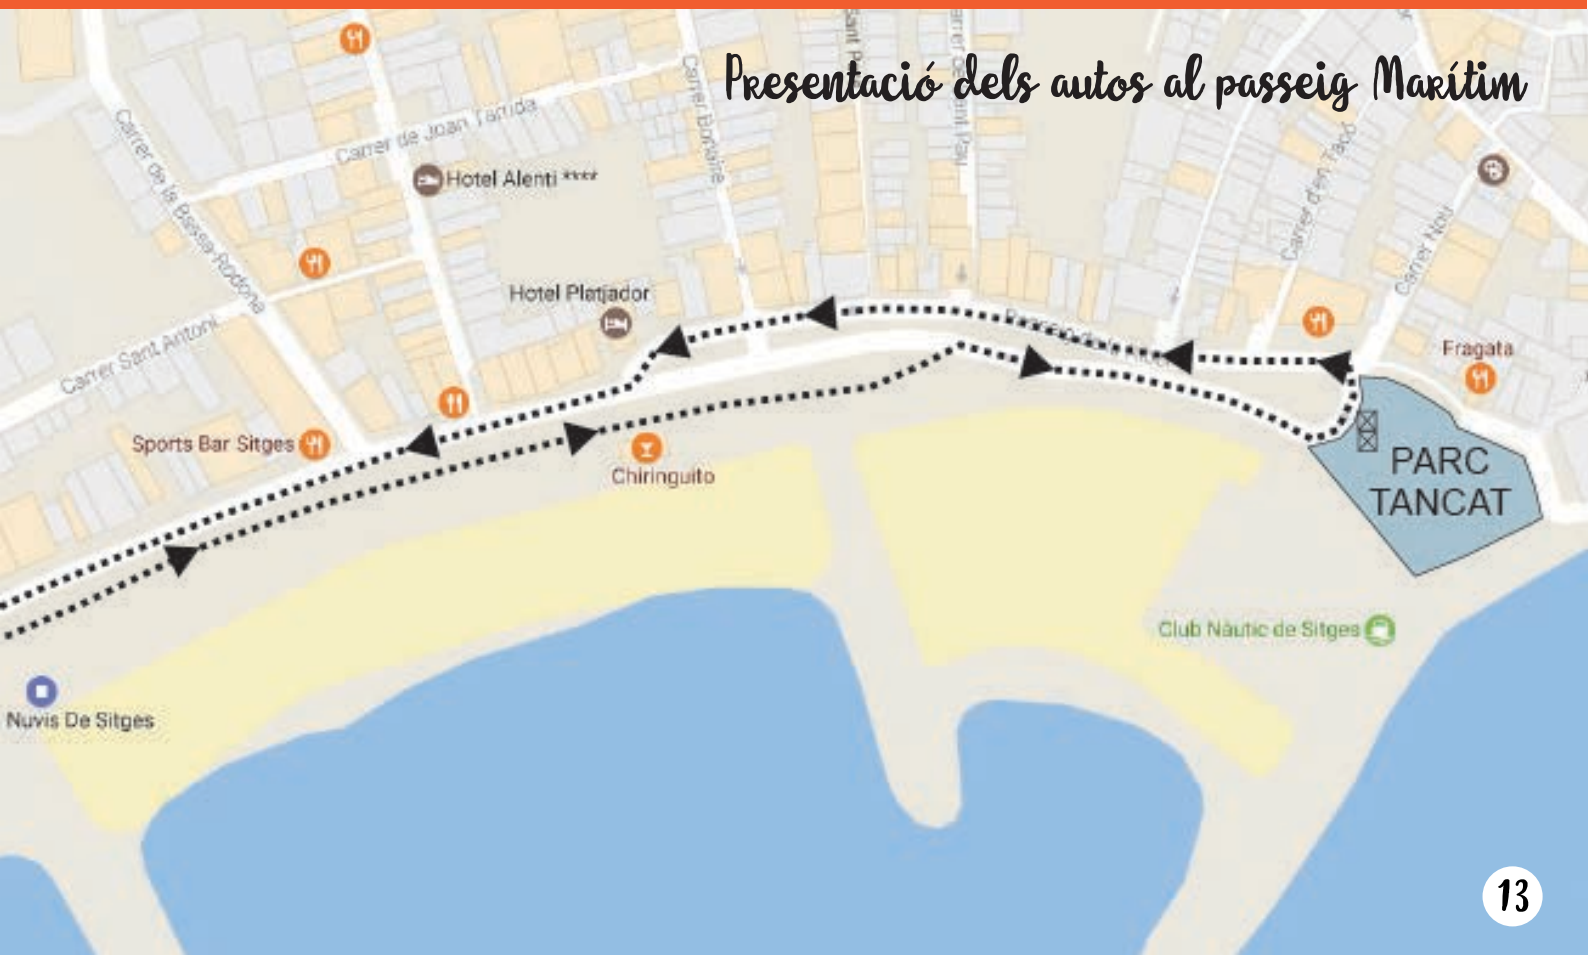 Presentació dels autos al passeig Marítim
Carrer de Joan Tarrida
Carrer Bonaire
Carrer de la Bassa Rodona
Hotel Alenti ****
Carrer d'en Tacó
Carrer Nou
Hotel Platjador
Carrer Sant Antoni
Fragata
Sports Bar Sitges
Chiringuito
PARC
TANCAT
Club Nàutic de Sitges
Nuvis De Sitges
13